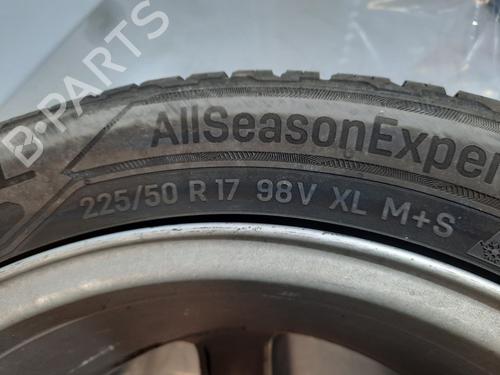 B-PARTS
AllSeasonExper
225/50 R 17 98V XL M+S